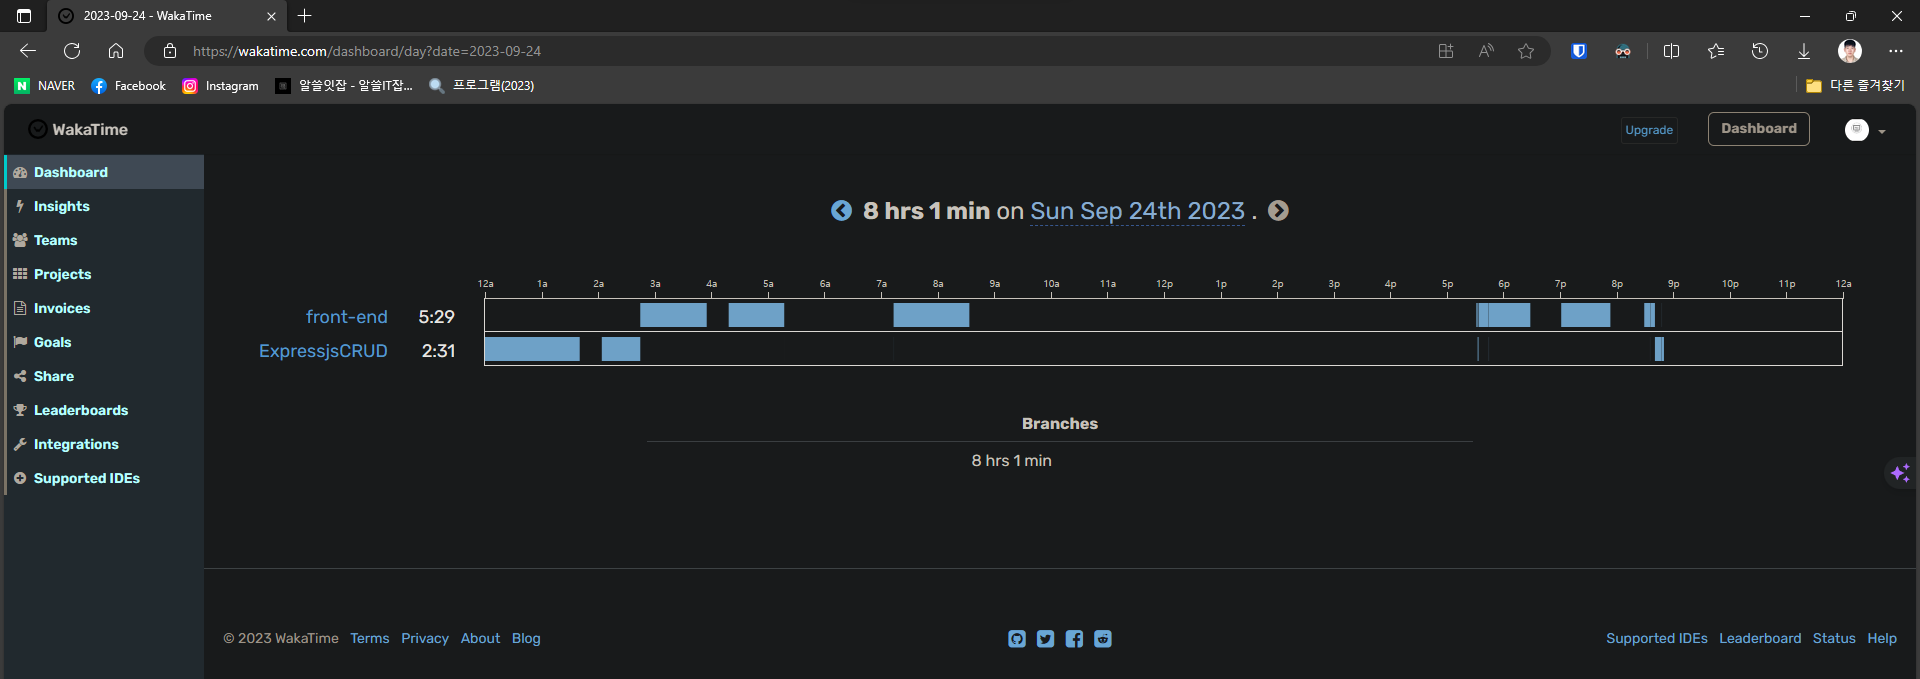 2023-09-24 - WakaTime
https://wakatime.com/dashboard/day?date=2023-09-24
NAVER Facebook Instagram 알쓸잇잡 - 알쓸IT잡... 프로그램(2023) 다른 즐겨찾기
WakaTime Upgrade Dashboard
Dashboard
Insights
Teams
Projects
Invoices
Goals
Share
Leaderboards
Integrations
Supported IDEs
8 hrs 1 min on Sun Sep 24th 2023 .
12a 1a 2a 3a 4a 5a 6a 7a 8a 9a 10a 11a 12p 1p 2p 3p 4p 5p 6p 7p 8p 9p 10p 11p 12a
front-end 5:29
ExpressjsCRUD 2:31
Branches
8 hrs 1 min
© 2023 WakaTime Terms Privacy About Blog Supported IDEs Leaderboard Status Help